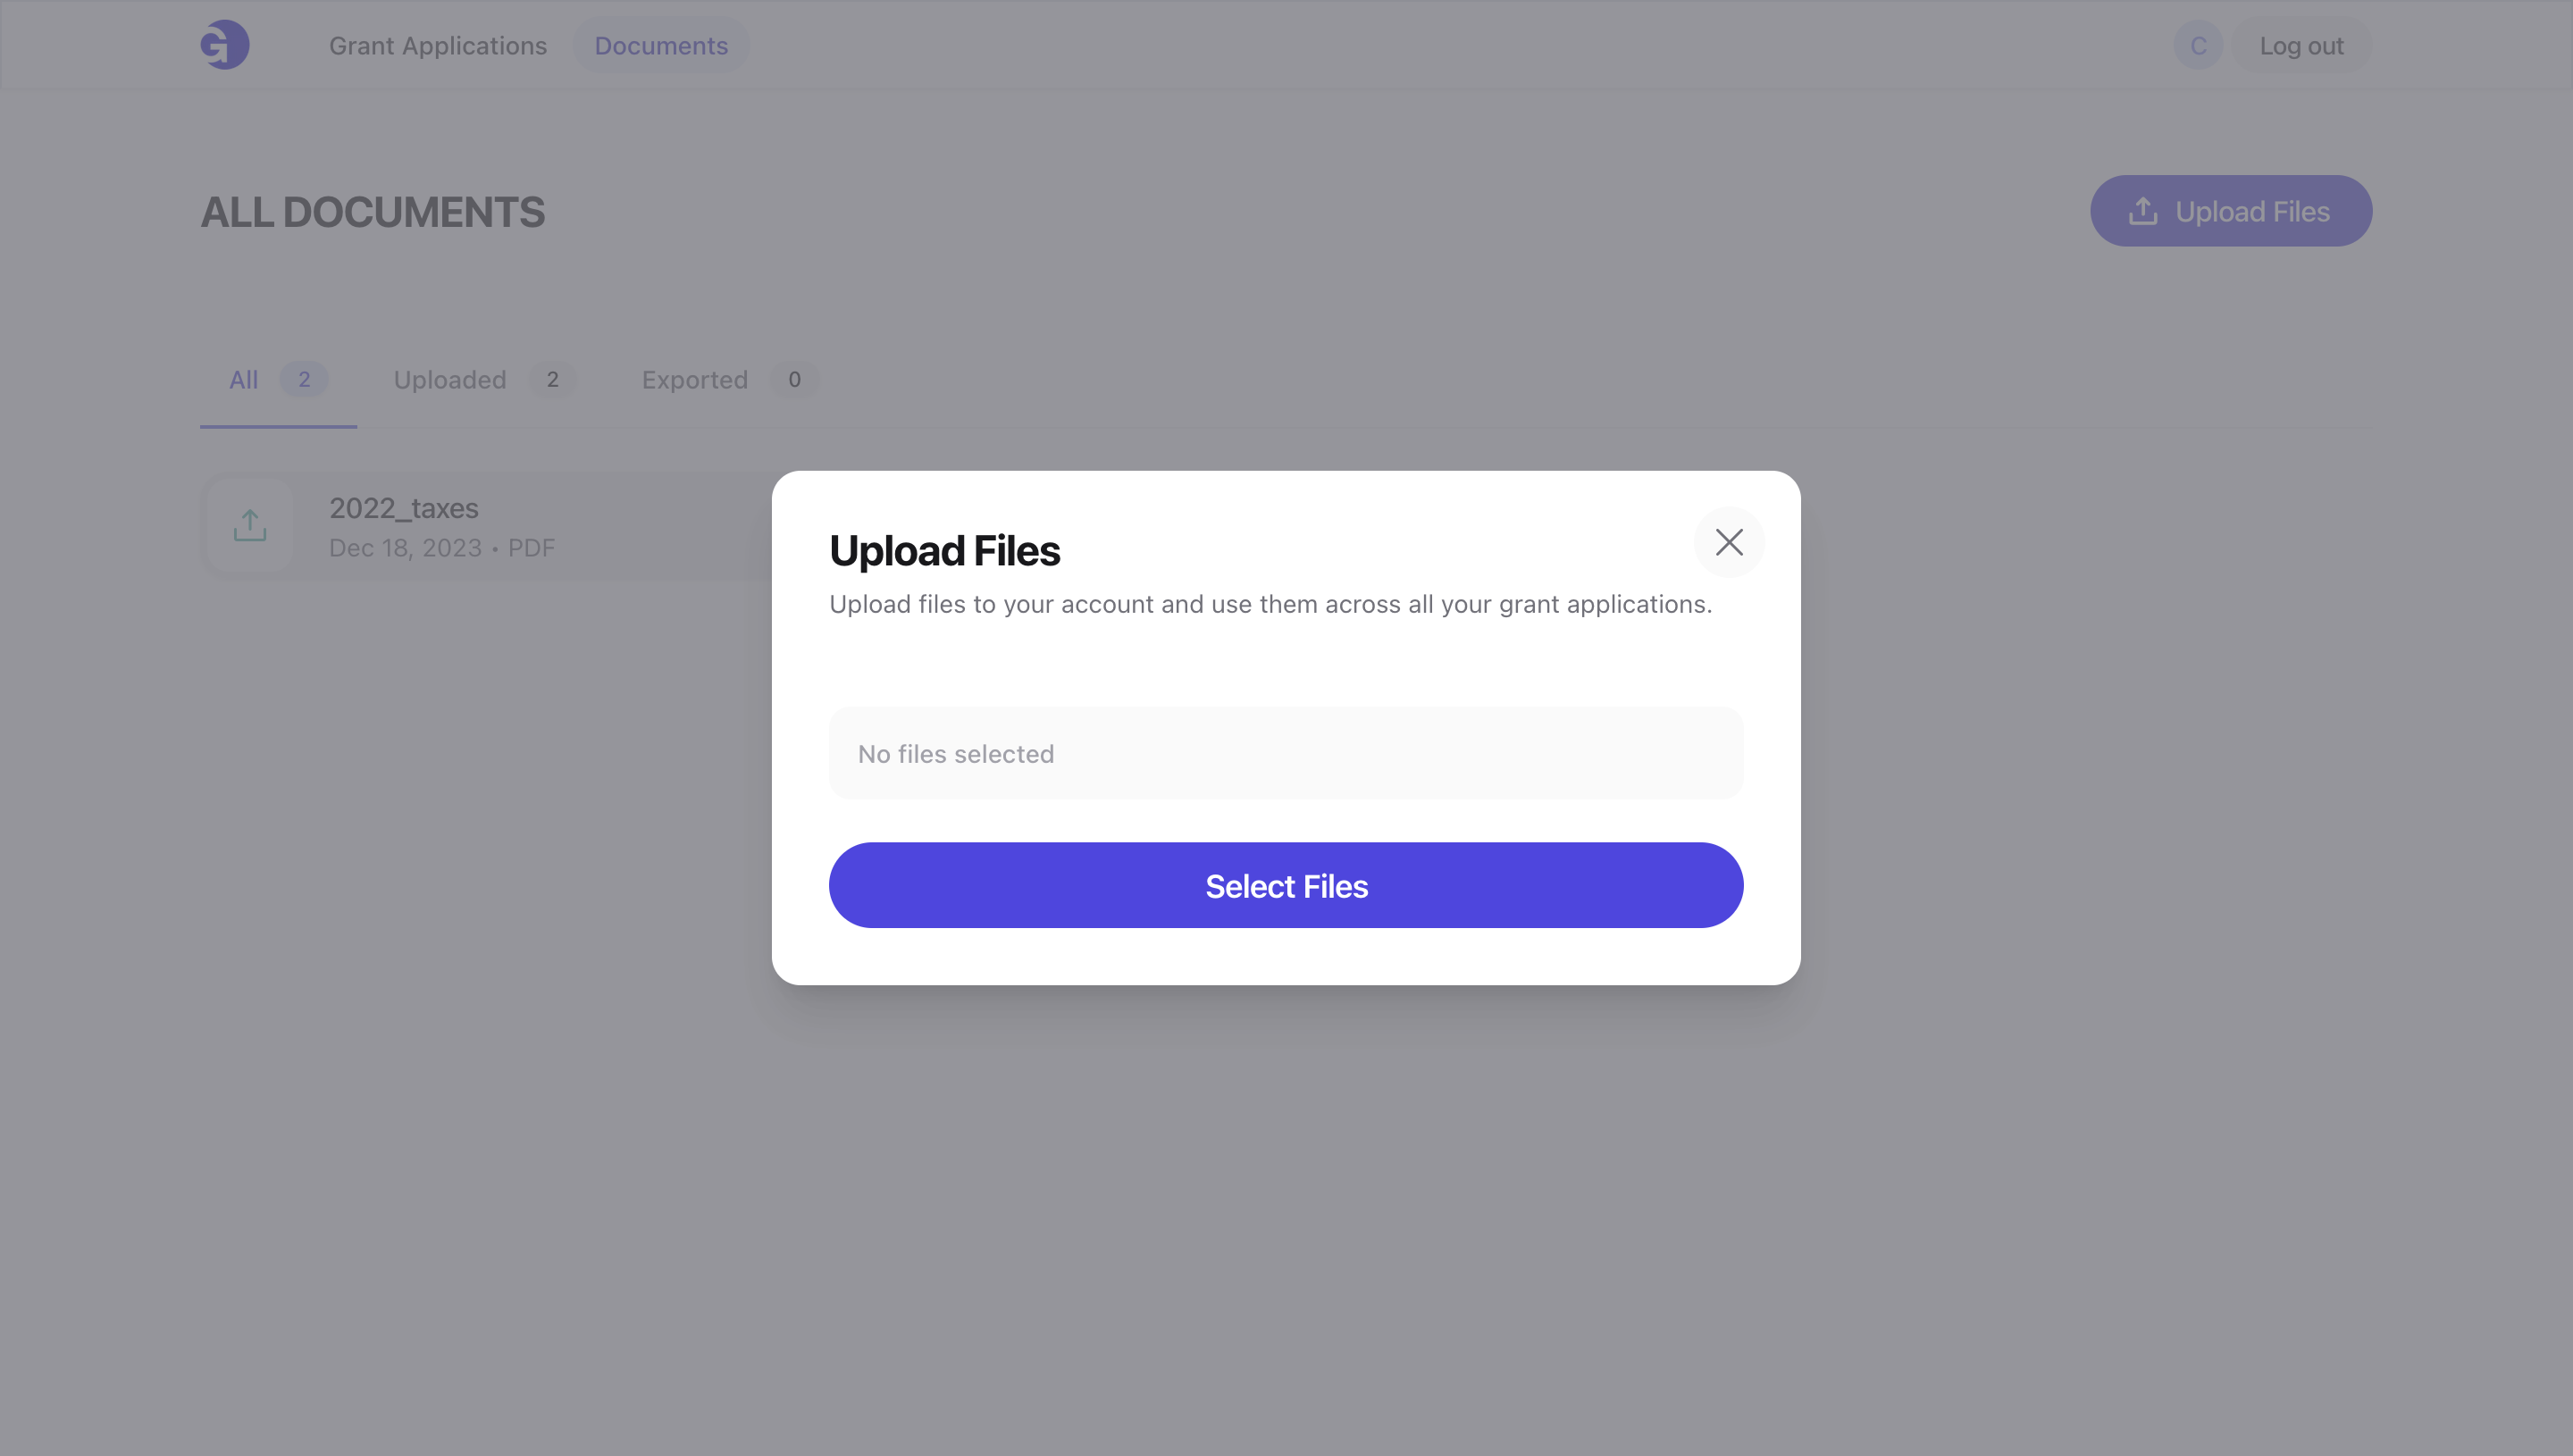 G
Grant Applications
Documents
C
Log out
ALL DOCUMENTS
Upload Files
All 2
Uploaded 2
Exported 0
2022_taxes
Dec 18, 2023 • PDF
Upload Files
Upload files to your account and use them across all your grant applications.
No files selected
Select Files